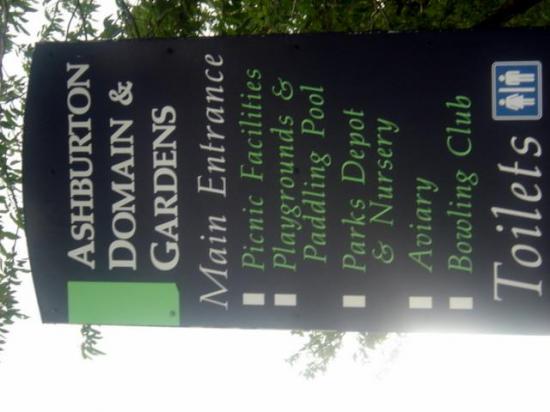 ASHBURTON
DOMAIN &
GARDENS
Main Entrance
Picnic Facilities
Playgrounds &
Paddling Pool
Parks Depot
& Nursery
Aviary
Bowling Club
Toilets